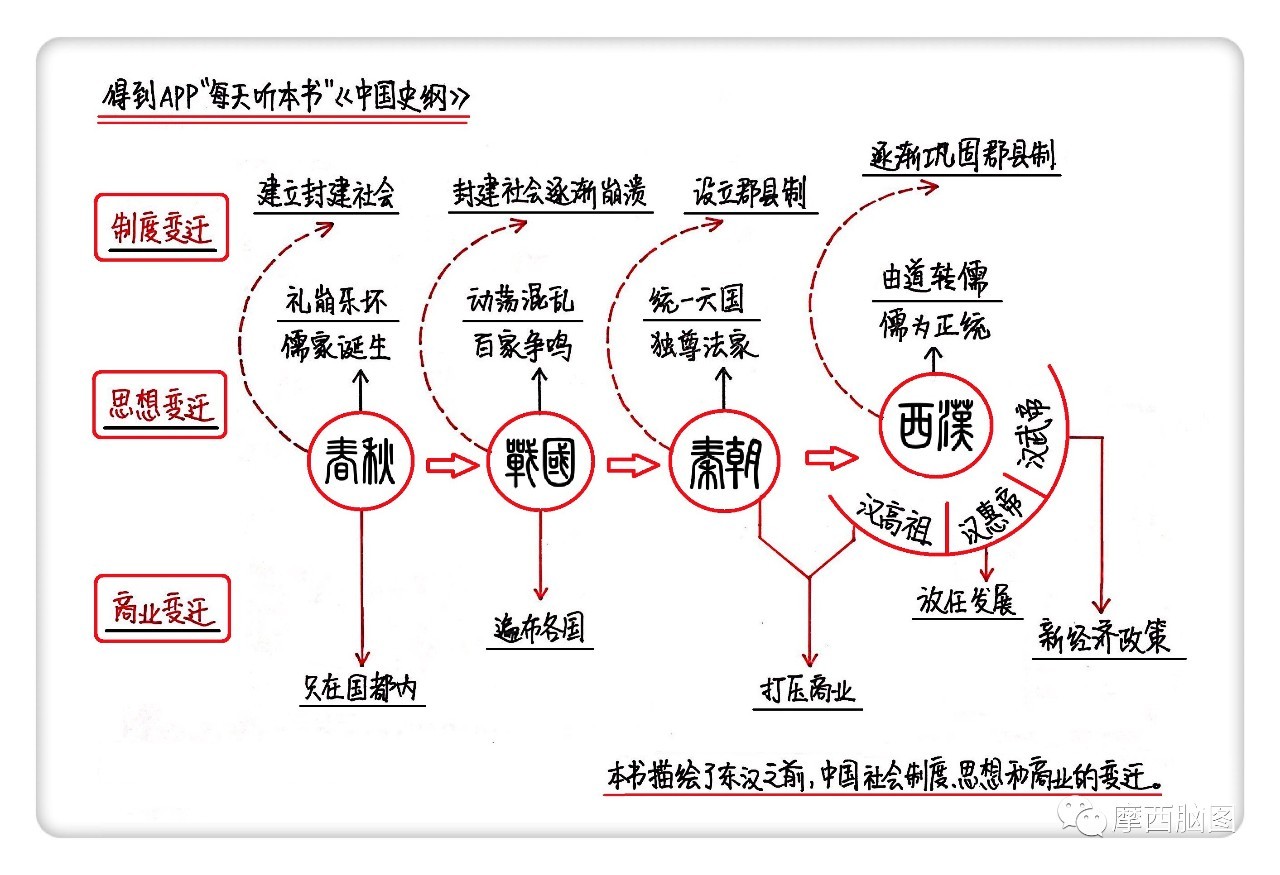 得到APP“每天听本书”《中国史纲》
制度变迁
建立封建社会
封建社会逐渐崩溃
设立郡县制
逐渐巩固郡县制
思想变迁
礼崩乐坏
儒家诞生
动荡混乱
百家争鸣
统一六国
独尊法家
由道转儒
儒为正统
春秋
戰國
秦朝
西漢
汉高祖
汉惠帝
汉武帝
商业变迁
只在国都内
遍布各国
打压商业
放任发展
新经济政策
本书描绘了东汉之前,中国社会制度、思想和商业的变迁。
摩西脑图